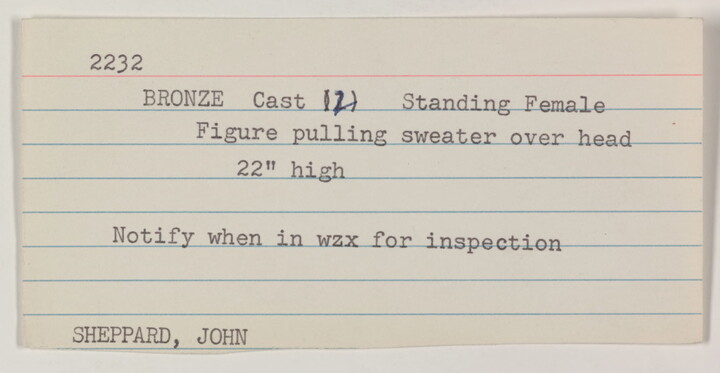 2232
BRONZE Cast (2) Standing Female
Figure pulling sweater over head
22" high
Notify when in wzx for inspection
SHEPPARD, JOHN